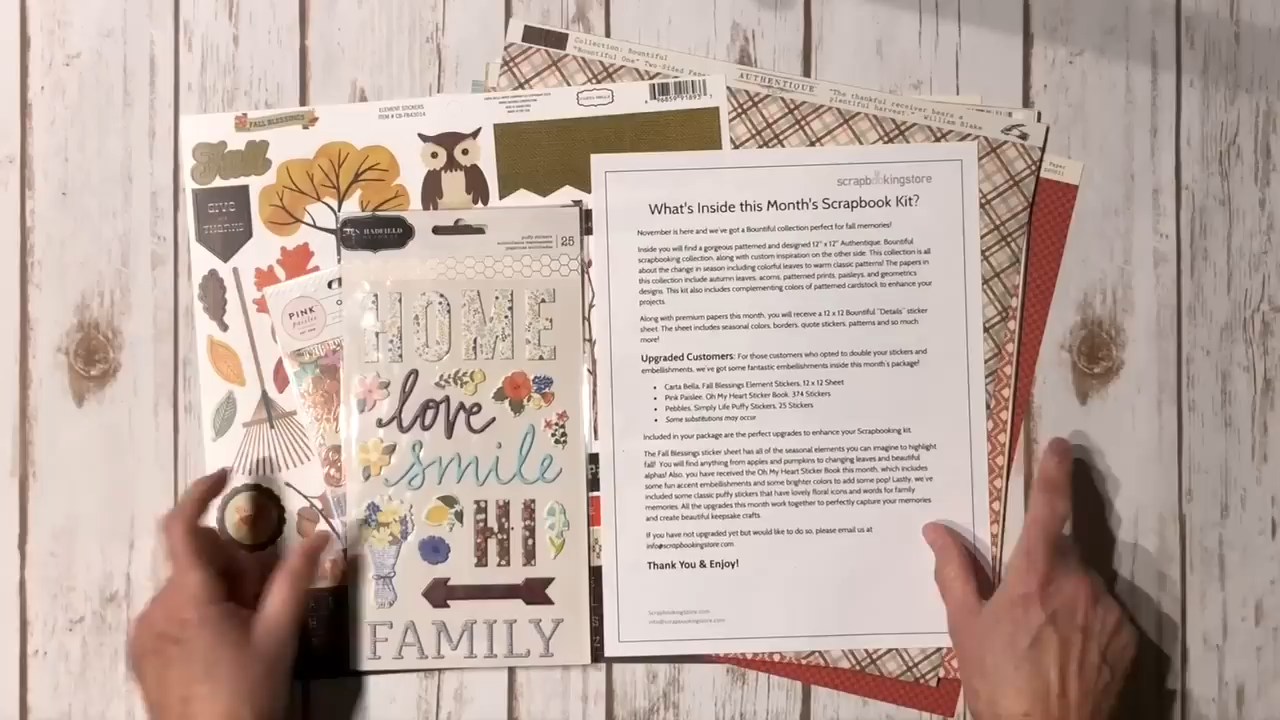 Collection: Bountiful
"Bountiful One" Two-Sided Paper
AUTHENTIQUE
"The thankful receiver bears a
plentiful harvest." William Blake
Paper
FALL BLESSINGS
ELEMENT STICKERS
Fall
GIVE
THANKS
JEN HADFIELD
25
PINK
paislee
HOME
love
smile
HI
FAMILY
scrapbookingstore
What's Inside this Month's Scrapbook Kit?
November is here and we've got a Bountiful collection perfect for fall memories!
Inside you will find a gorgeous patterned and designed 12" x 12" Authentique, Bountiful
scrapbooking collection, along with custom inspiration on the other side. This collection is all
about the change in season including colorful leaves to warm classic patterns! The papers in
this collection include autumn leaves, acorns, patterned prints, paisleys, and geometrics
designs. This kit also includes complementing colors of patterned cardstock to enhance your
projects.
Along with premium papers this month, you will receive a 12 x 12 Bountiful "Details" sticker
sheet. The sheet includes seasonal colors, borders, quote stickers, patterns and so much
more!
Upgraded Customers: For those customers who opted to double your stickers and
embellishments, we've got some fantastic embellishments inside this month's package!
• Carta Bella, Fall Blessings Element Stickers, 12 x 12 Sheet
• Pink Paislee, Oh My Heart Sticker Book. 374 Stickers
• Pebbles, Simply Life Puffy Stickers, 25 Stickers
• Some substitutions may occur
Included in your package are the perfect upgrades to enhance your Scrapbooking kit.
The Fall Blessings sticker sheet has all of the seasonal elements you can imagine to highlight
fall! You will find anything from apples and pumpkins to changing leaves and beautiful
alphas! Also, you have received the Oh My Heart Sticker Book this month, which includes
some fun accent embellishments and some brighter colors to add some pop! Lastly, we've
included some classic puffy stickers that have lovely floral icons and words for family
memories. All the upgrades this month work together to perfectly capture your memories
and create beautiful keepsake crafts.
If you have not upgraded yet but would like to do so, please email us at
info@scrapbookingstore.com
Thank You & Enjoy!
Scrapbookingstore.com
info@scrapbookingstore.com